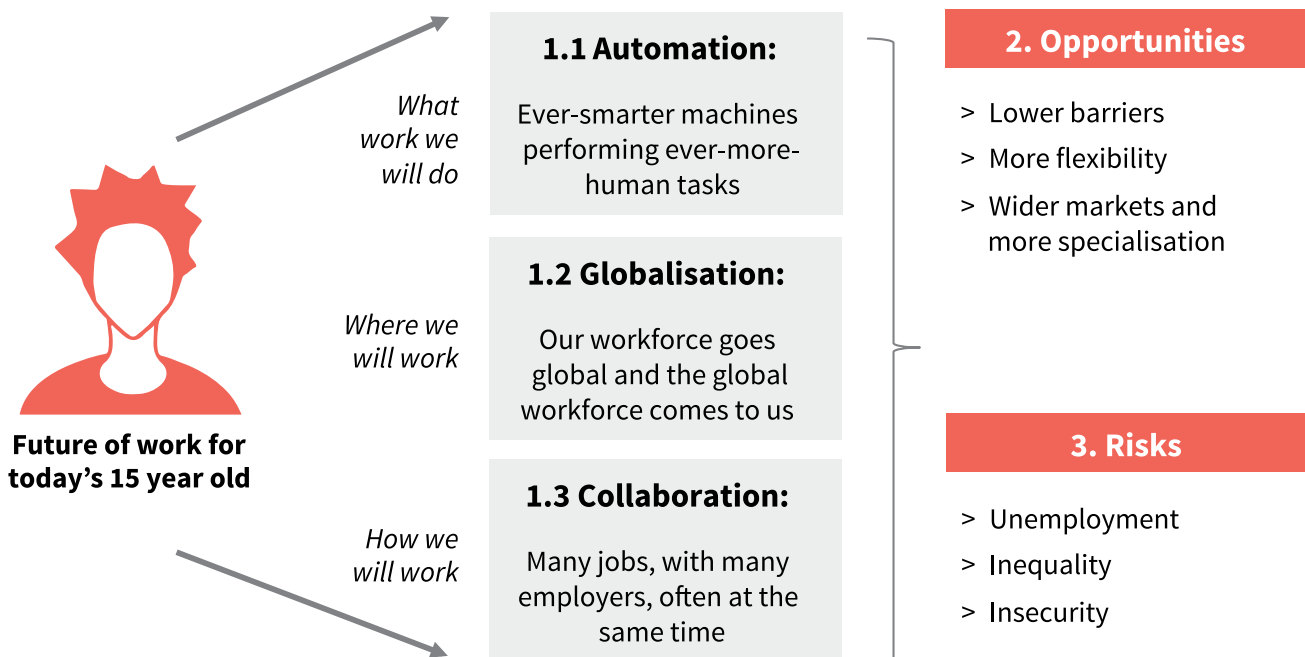 What
work we
will do
1.1 Automation:
Ever-smarter machines
performing ever-more-
human tasks
Where we
will work
1.2 Globalisation:
Our workforce goes
global and the global
workforce comes to us
Future of work for
today's 15 year old
How we
will work
1.3 Collaboration:
Many jobs, with many
employers, often at the
same time
2. Opportunities
> Lower barriers
> More flexibility
> Wider markets and
more specialisation
3. Risks
> Unemployment
> Inequality
> Insecurity